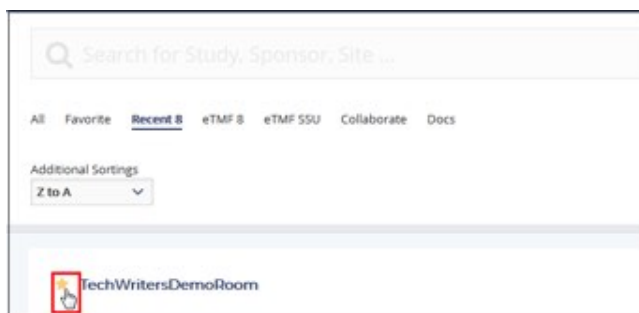 Search for Study, Sponsor, Site ...
All Favorite Recent 8 eTMF 8 eTMF SSU Collaborate Docs
Additional Sortings
Z to A
TechWritersDemoRoom